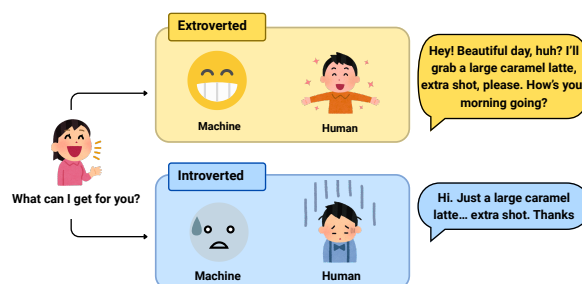 Extroverted
Machine
Human
Hey! Beautiful day, huh? I'll
grab a large caramel latte,
extra shot, please. How's you
morning going?
What can I get for you?
Introverted
Machine
Human
Hi. Just a large caramel
latte... extra shot. Thanks